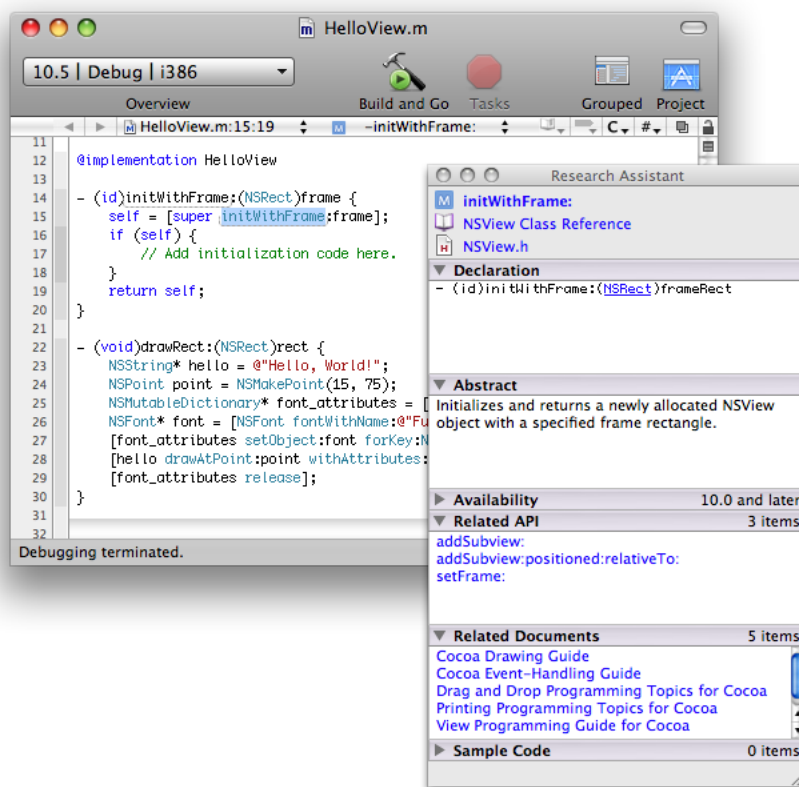 HelloView.m
10.5 | Debug | i386
Overview
Build and Go
Tasks
Grouped
Project
HelloView.m:15:19
M
-initWithFrame:
C
#
11
12 @implementation HelloView
13
14 - (id)initWithFrame:(NSRect)frame {
15 self = [super initWithFrame:frame];
16 if (self) {
17 // Add initialization code here.
18 }
19 return self;
20 }
21
22 - (void)drawRect:(NSRect)rect {
23 NSString* hello = @"Hello, World!";
24 NSPoint point = NSMakePoint(15, 75);
25 NSMutableDictionary* font_attributes = [
26 NSFont* font = [NSFont fontWithName:@"Fu
27 [font_attributes setObject:font forKey:N
28 [hello drawAtPoint:point withAttributes:
29 [font_attributes release];
30 }
31
32
Debugging terminated.
Research Assistant
M initWithFrame:
NSView Class Reference
H NSView.h
Declaration
- (id)initWithFrame:(NSRect)frameRect
Abstract
Initializes and returns a newly allocated NSView
object with a specified frame rectangle.
Availability 10.0 and later
Related API 3 items
addSubview:
addSubview:positioned:relativeTo:
setFrame:
Related Documents 5 items
Cocoa Drawing Guide
Cocoa Event-Handling Guide
Drag and Drop Programming Topics for Cocoa
Printing Programming Topics for Cocoa
View Programming Guide for Cocoa
Sample Code 0 items